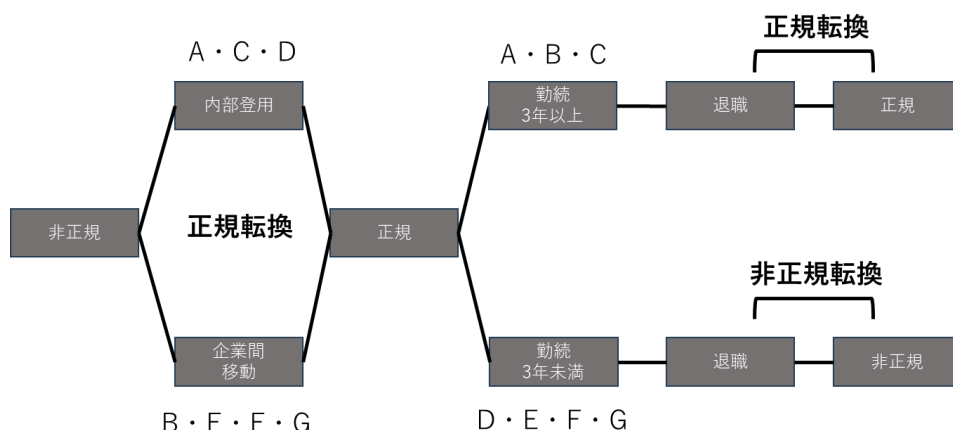 正規転換
A・C・D
A・B・C
内部登用
勤続
3年以上
退職
正規
非正規
正規転換
正規
非正規転換
企業間
移動
勤続
3年未満
退職
非正規
B・E・F・G
D・E・F・G